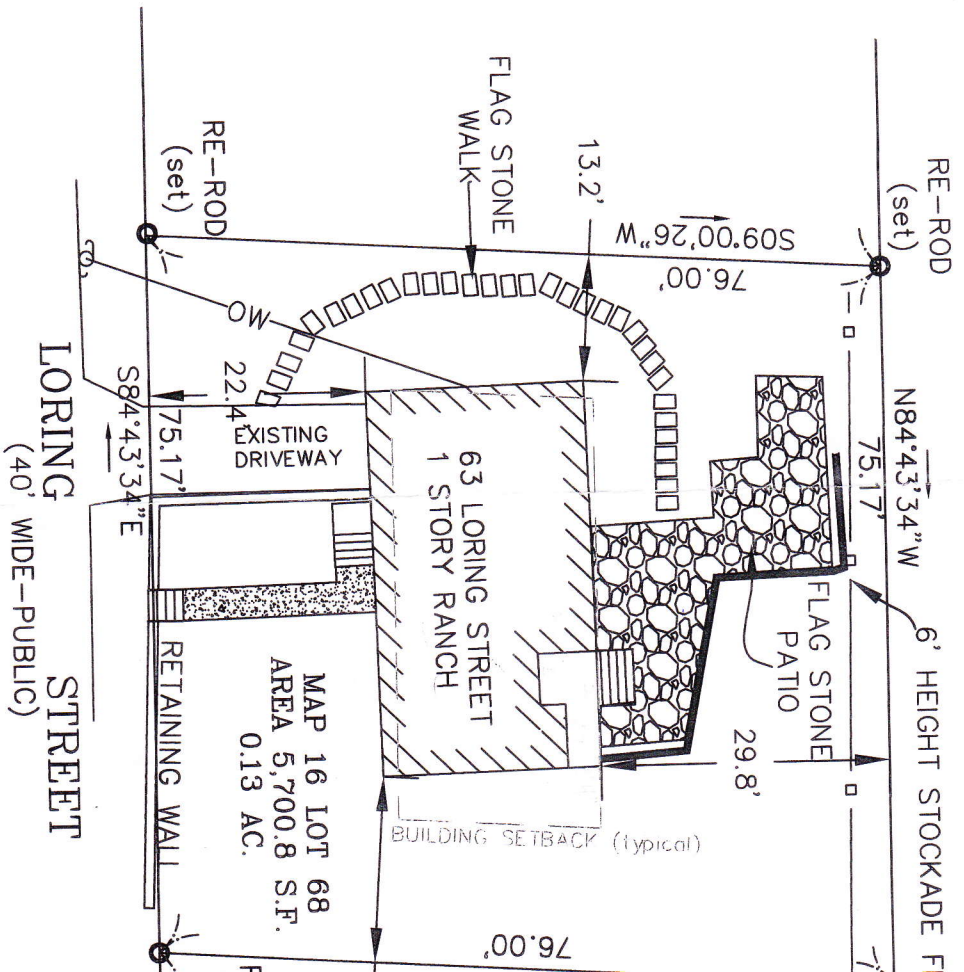 RE-ROD
(set)
N84°43'34"W
75.17'
6' HEIGHT STOCKADE
S09°00'26"W
76.00'
13.2'
FLAG STONE
WALK
FLAG STONE
PATIO
29.8'
RE-ROD
(set)
OW
22.4'
EXISTING
DRIVEWAY
63 LORING STREET
1 STORY RANCH
BUILDING SETBACK (typical)
75.17'
S84°43'34"E
RETAINING WALL
MAP 16 LOT 68
AREA 5,700.8 S.F.
0.13 AC.
76.00'
LORING STREET
(40' WIDE-PUBLIC)